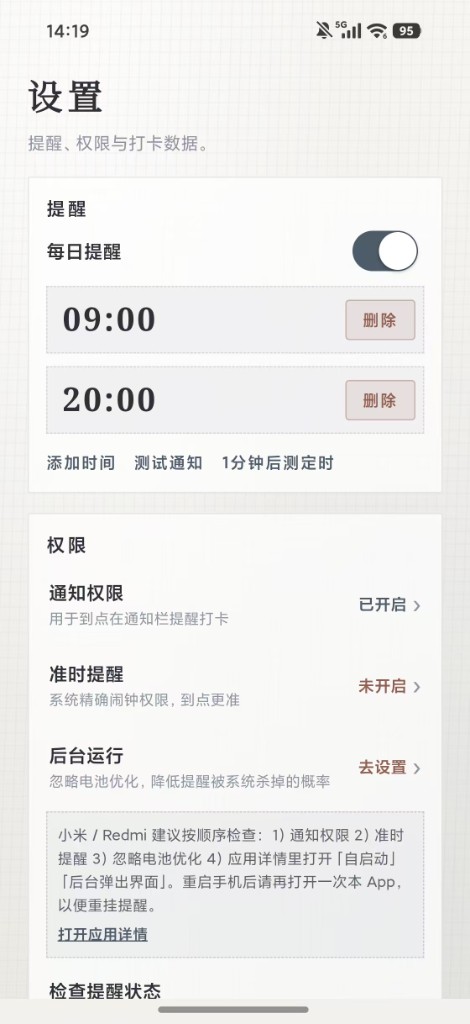 14:19
5G
6
95
设置
提醒、权限与打卡数据。
提醒
每日提醒
09:00
删除
20:00
删除
添加时间 测试通知 1分钟后测定时
权限
通知权限
已开启
用于到点在通知栏提醒打卡
准时提醒
未开启
系统精确闹钟权限，到点更准
后台运行
去设置
忽略电池优化，降低提醒被系统杀掉的概率
小米 / Redmi 建议按顺序检查：1) 通知权限 2) 准时
提醒 3) 忽略电池优化 4) 应用详情里打开「自启动」
「后台弹出界面」。重启手机后请再打开一次本 App，
以便重挂提醒。
打开应用详情
检查提醒状态